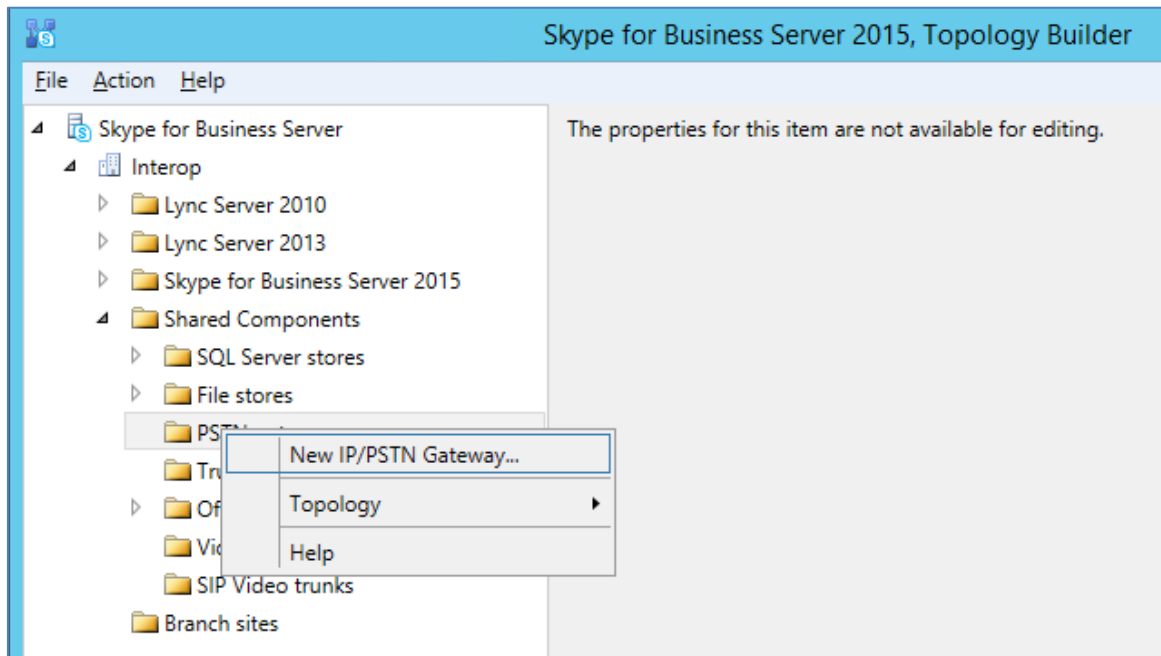 Skype for Business Server 2015, Topology Builder
File Action Help
Skype for Business Server
The properties for this item are not available for editing.
Interop
Lync Server 2010
Lync Server 2013
Skype for Business Server 2015
Shared Components
SQL Server stores
File stores
New IP/PSTN Gateway...
Topology
Help
SIP Video trunks
Branch sites